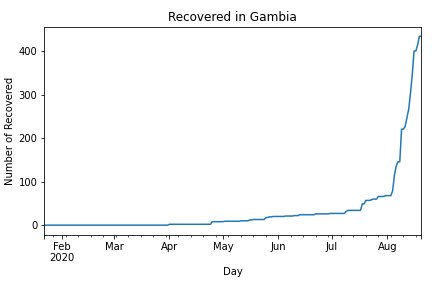 Recovered in Gambia
Number of Recovered
400
300
200
100
0
Feb
2020
Mar
Apr
May
Jun
Jul
Aug
Day